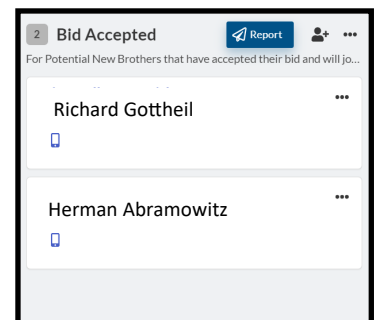 2 Bid Accepted Report
For Potential New Brothers that have accepted their bid and will jo...
Richard Gottheil
Herman Abramowitz